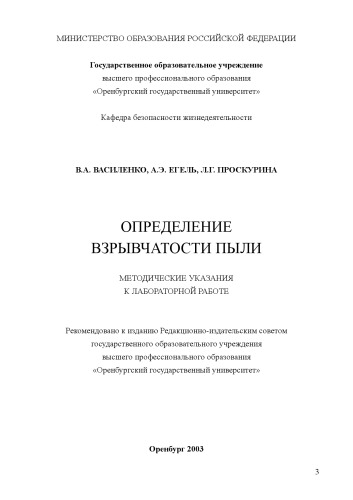 МИНИСТЕРСТВО ОБРАЗОВАНИЯ РОССИЙСКОЙ ФЕДЕРАЦИИ
Государственное образовательное учреждение
высшего профессионального образования
«Оренбургский государственный университет»
Кафедра безопасности жизнедеятельности
В.А. ВАСИЛЕНКО, А.Э. ЕГЕЛЬ, Л.Г. ПРОСКУРИНА
ОПРЕДЕЛЕНИЕ
ВЗРЫВЧАТОСТИ ПЫЛИ
МЕТОДИЧЕСКИЕ УКАЗАНИЯ
К ЛАБОРАТОРНОЙ РАБОТЕ
Рекомендовано к изданию Редакционно-издательским советом
государственного образовательного учреждения
высшего профессионального образования
«Оренбургский государственный университет»
Оренбург 2003
3